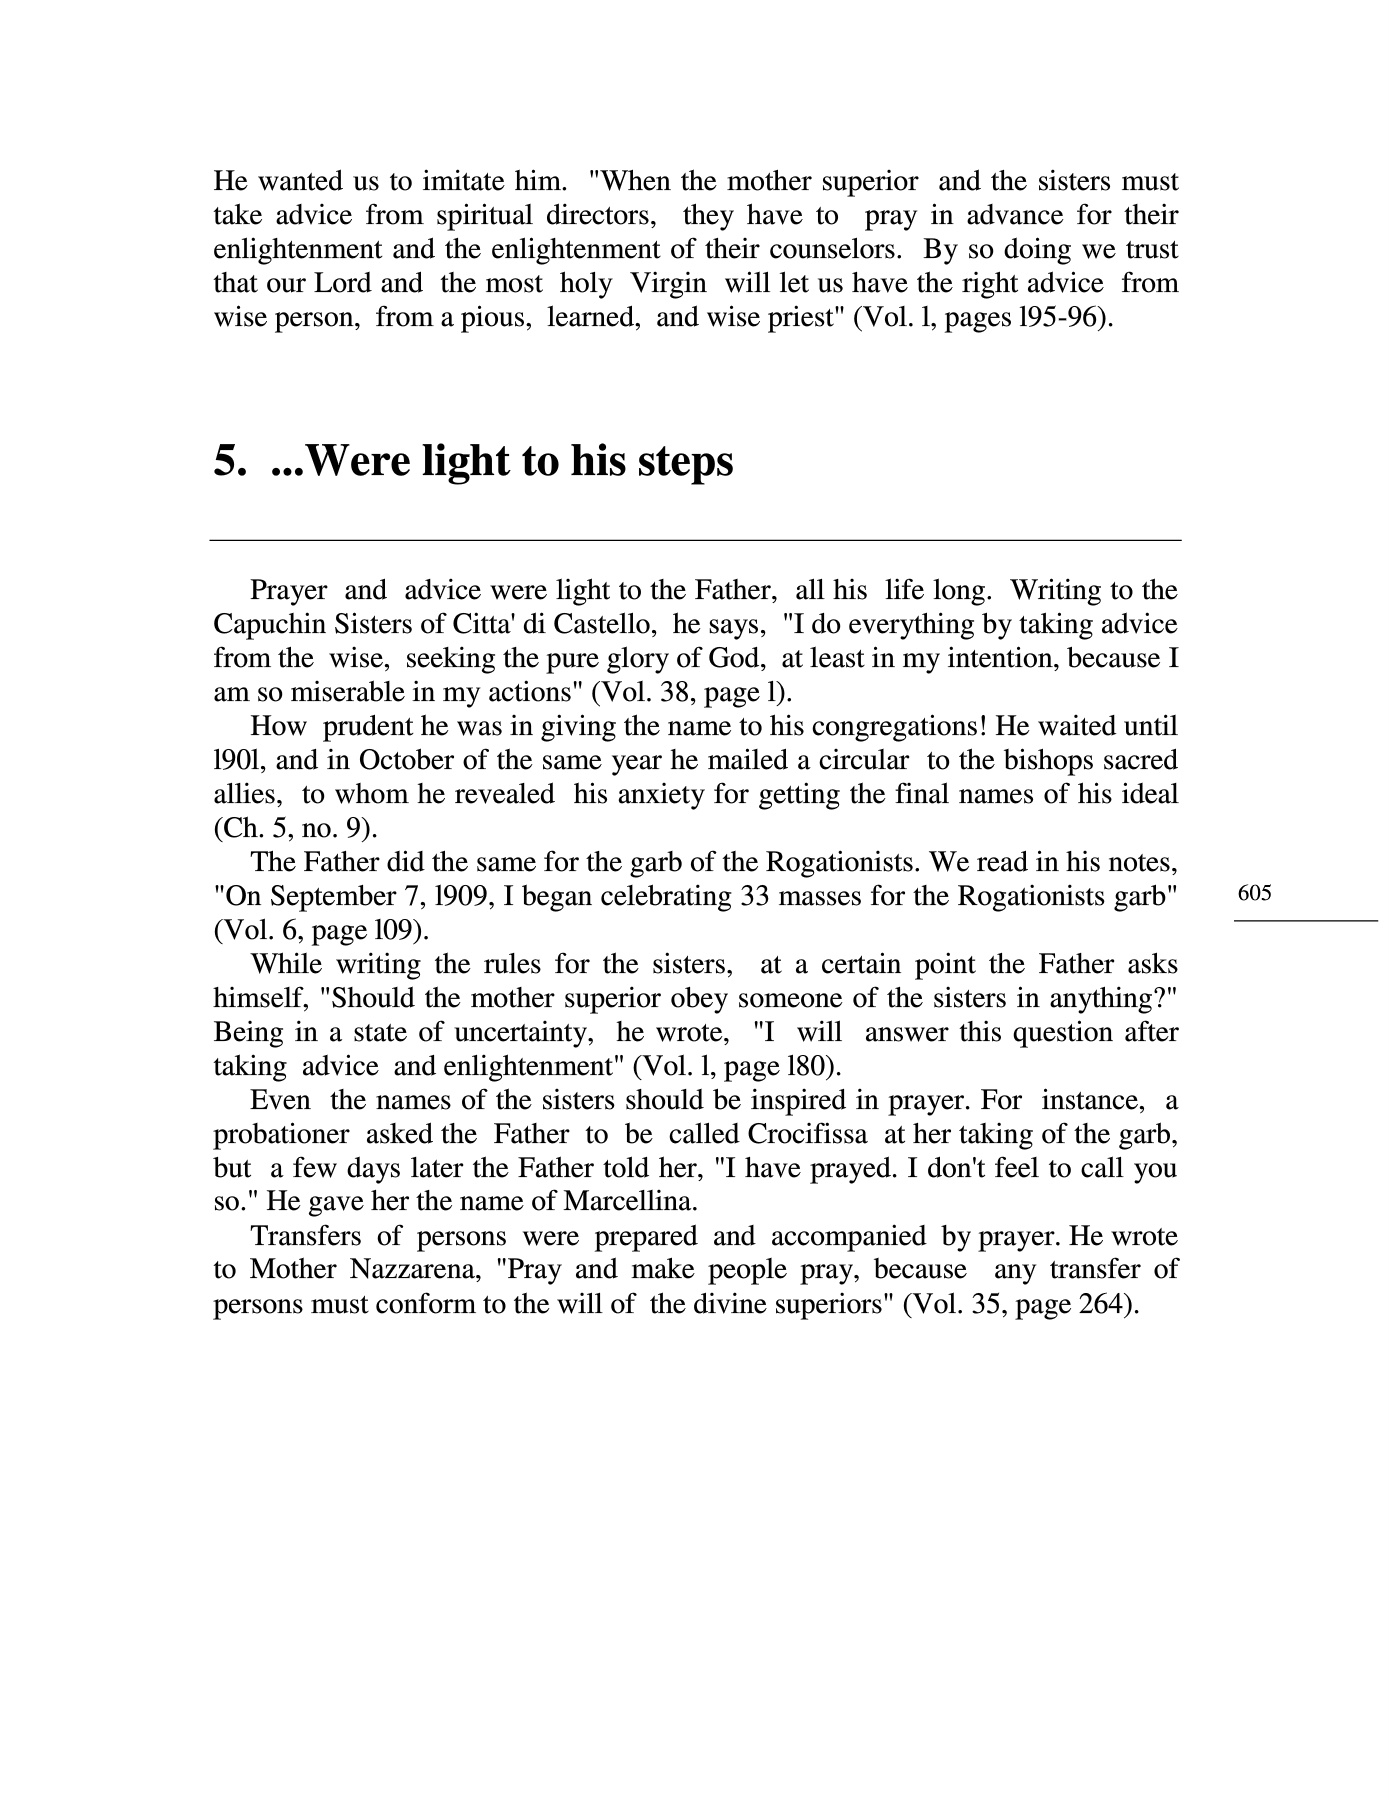 He wanted us to imitate him. "When the mother superior and the sisters must
take advice from spiritual directors, they have to pray in advance for their
enlightenment and the enlightenment of their counselors. By so doing we trust
that our Lord and the most holy Virgin will let us have the right advice from
wise person, from a pious, learned, and wise priest" (Vol. l, pages l95-96).
5. ...Were light to his steps
Prayer and advice were light to the Father, all his life long. Writing to the
Capuchin Sisters of Citta' di Castello, he says, "I do everything by taking advice
from the wise, seeking the pure glory of God, at least in my intention, because I
am so miserable in my actions" (Vol. 38, page l).
How prudent he was in giving the name to his congregations! He waited until
l90l, and in October of the same year he mailed a circular to the bishops sacred
allies, to whom he revealed his anxiety for getting the final names of his ideal
(Ch. 5, no. 9).
The Father did the same for the garb of the Rogationists. We read in his notes,
"On September 7, l909, I began celebrating 33 masses for the Rogationists garb"
(Vol. 6, page l09).
605
While writing the rules for the sisters, at a certain point the Father asks
himself, "Should the mother superior obey someone of the sisters in anything?"
Being in a state of uncertainty, he wrote, "I will answer this question after
taking advice and enlightenment" (Vol. l, page l80).
Even the names of the sisters should be inspired in prayer. For instance, a
probationer asked the Father to be called Crocifissa at her taking of the garb,
but a few days later the Father told her, "I have prayed. I don't feel to call you
so." He gave her the name of Marcellina.
Transfers of persons were prepared and accompanied by prayer. He wrote
to Mother Nazzarena, "Pray and make people pray, because any transfer of
persons must conform to the will of the divine superiors" (Vol. 35, page 264).